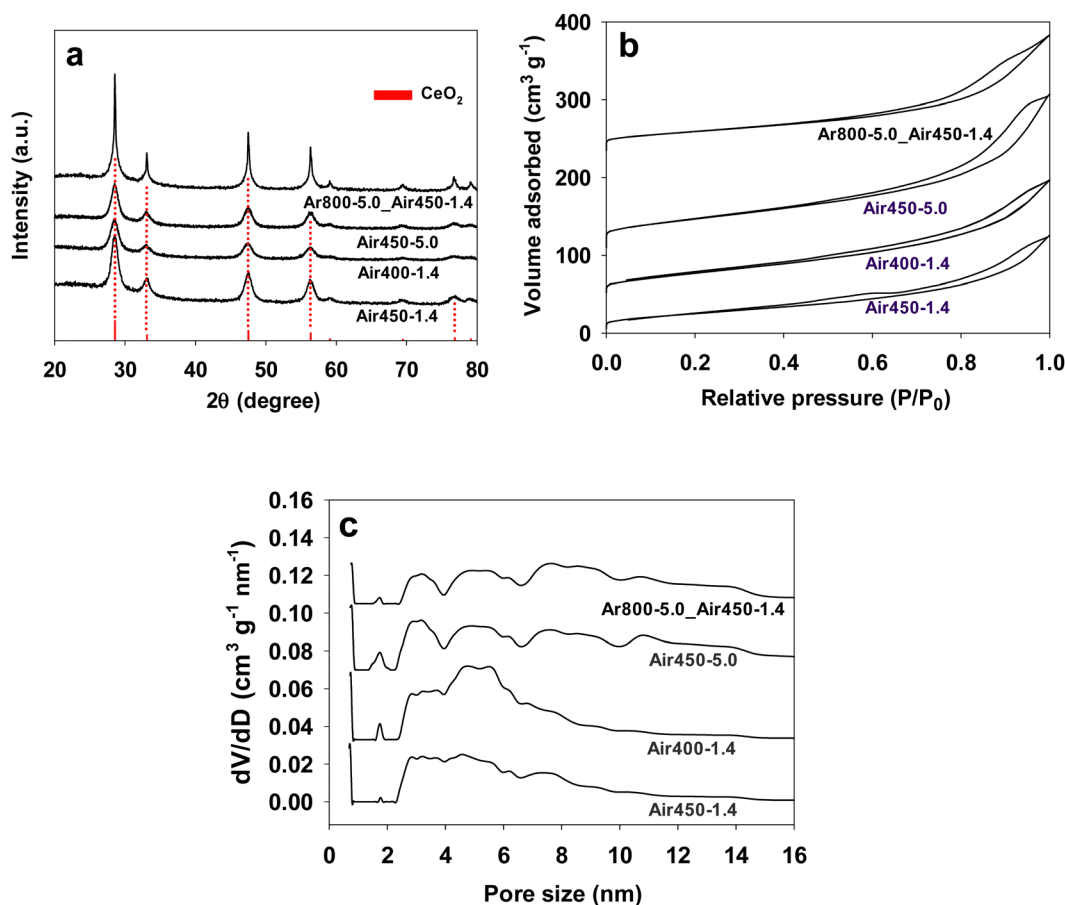 a
Intensity (a.u.)
CeO2
Ar800-5.0_Air450-1.4
Air450-5.0
Air400-1.4
Air450-1.4
20 30 40 50 60 70 80
2θ (degree)
b
Volume adsorbed (cm3 g-1)
400
300
200
100
0
Ar800-5.0_Air450-1.4
Air450-5.0
Air400-1.4
Air450-1.4
0.0 0.2 0.4 0.6 0.8 1.0
Relative pressure (P/P0)
c
dV/dD (cm3 g-1 nm-1)
0.16
0.14
0.12
0.10
0.08
0.06
0.04
0.02
0.00
Ar800-5.0_Air450-1.4
Air450-5.0
Air400-1.4
Air450-1.4
0 2 4 6 8 10 12 14 16
Pore size (nm)